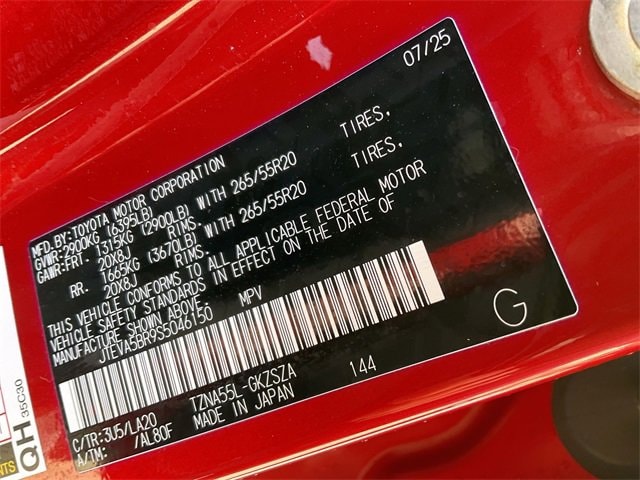 07/25
MFD.BY:TOYOTA MOTOR CORPORATION
GVWR:2900KG (6395LB)
GAWR:FRT. 1315KG (2900LB) WITH 265/55R20 TIRES,
20X8J RIMS,
RR. 1665KG (3670LB) WITH 265/55R20 TIRES,
20X8J RIMS.
THIS VEHICLE CONFORMS TO ALL APPLICABLE FEDERAL MOTOR
VEHICLE SAFETY STANDARDS IN EFFECT ON THE DATE OF
MANUFACTURE SHOWN ABOVE.
JTEVA5BR9S5046150 MPV
C/TR:3U5/LA20 TZNA55L-GKZSZA 144
A/TM: /AL80F MADE IN JAPAN
G
QH
35C30
NTS